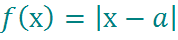 f(x) = |x − a|